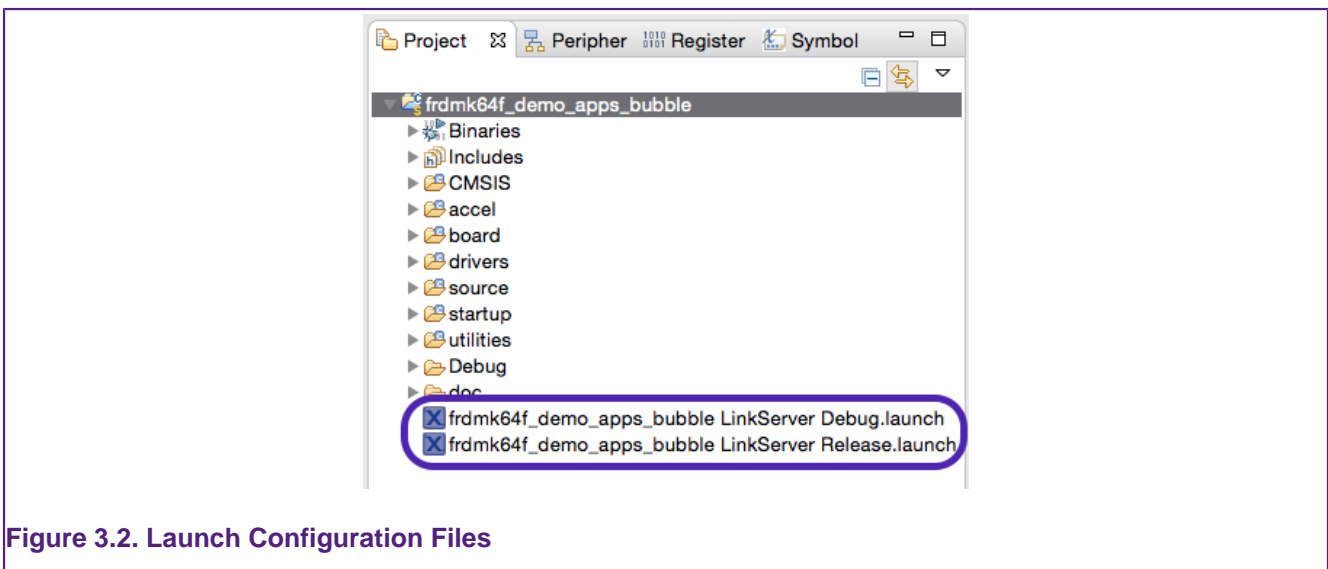 Project Peripher Register Symbol
frdmk64f_demo_apps_bubble
Binaries
Includes
CMSIS
accel
board
drivers
source
startup
utilities
Debug
doc
frdmk64f_demo_apps_bubble LinkServer Debug.launch
frdmk64f_demo_apps_bubble LinkServer Release.launch
Figure 3.2. Launch Configuration Files